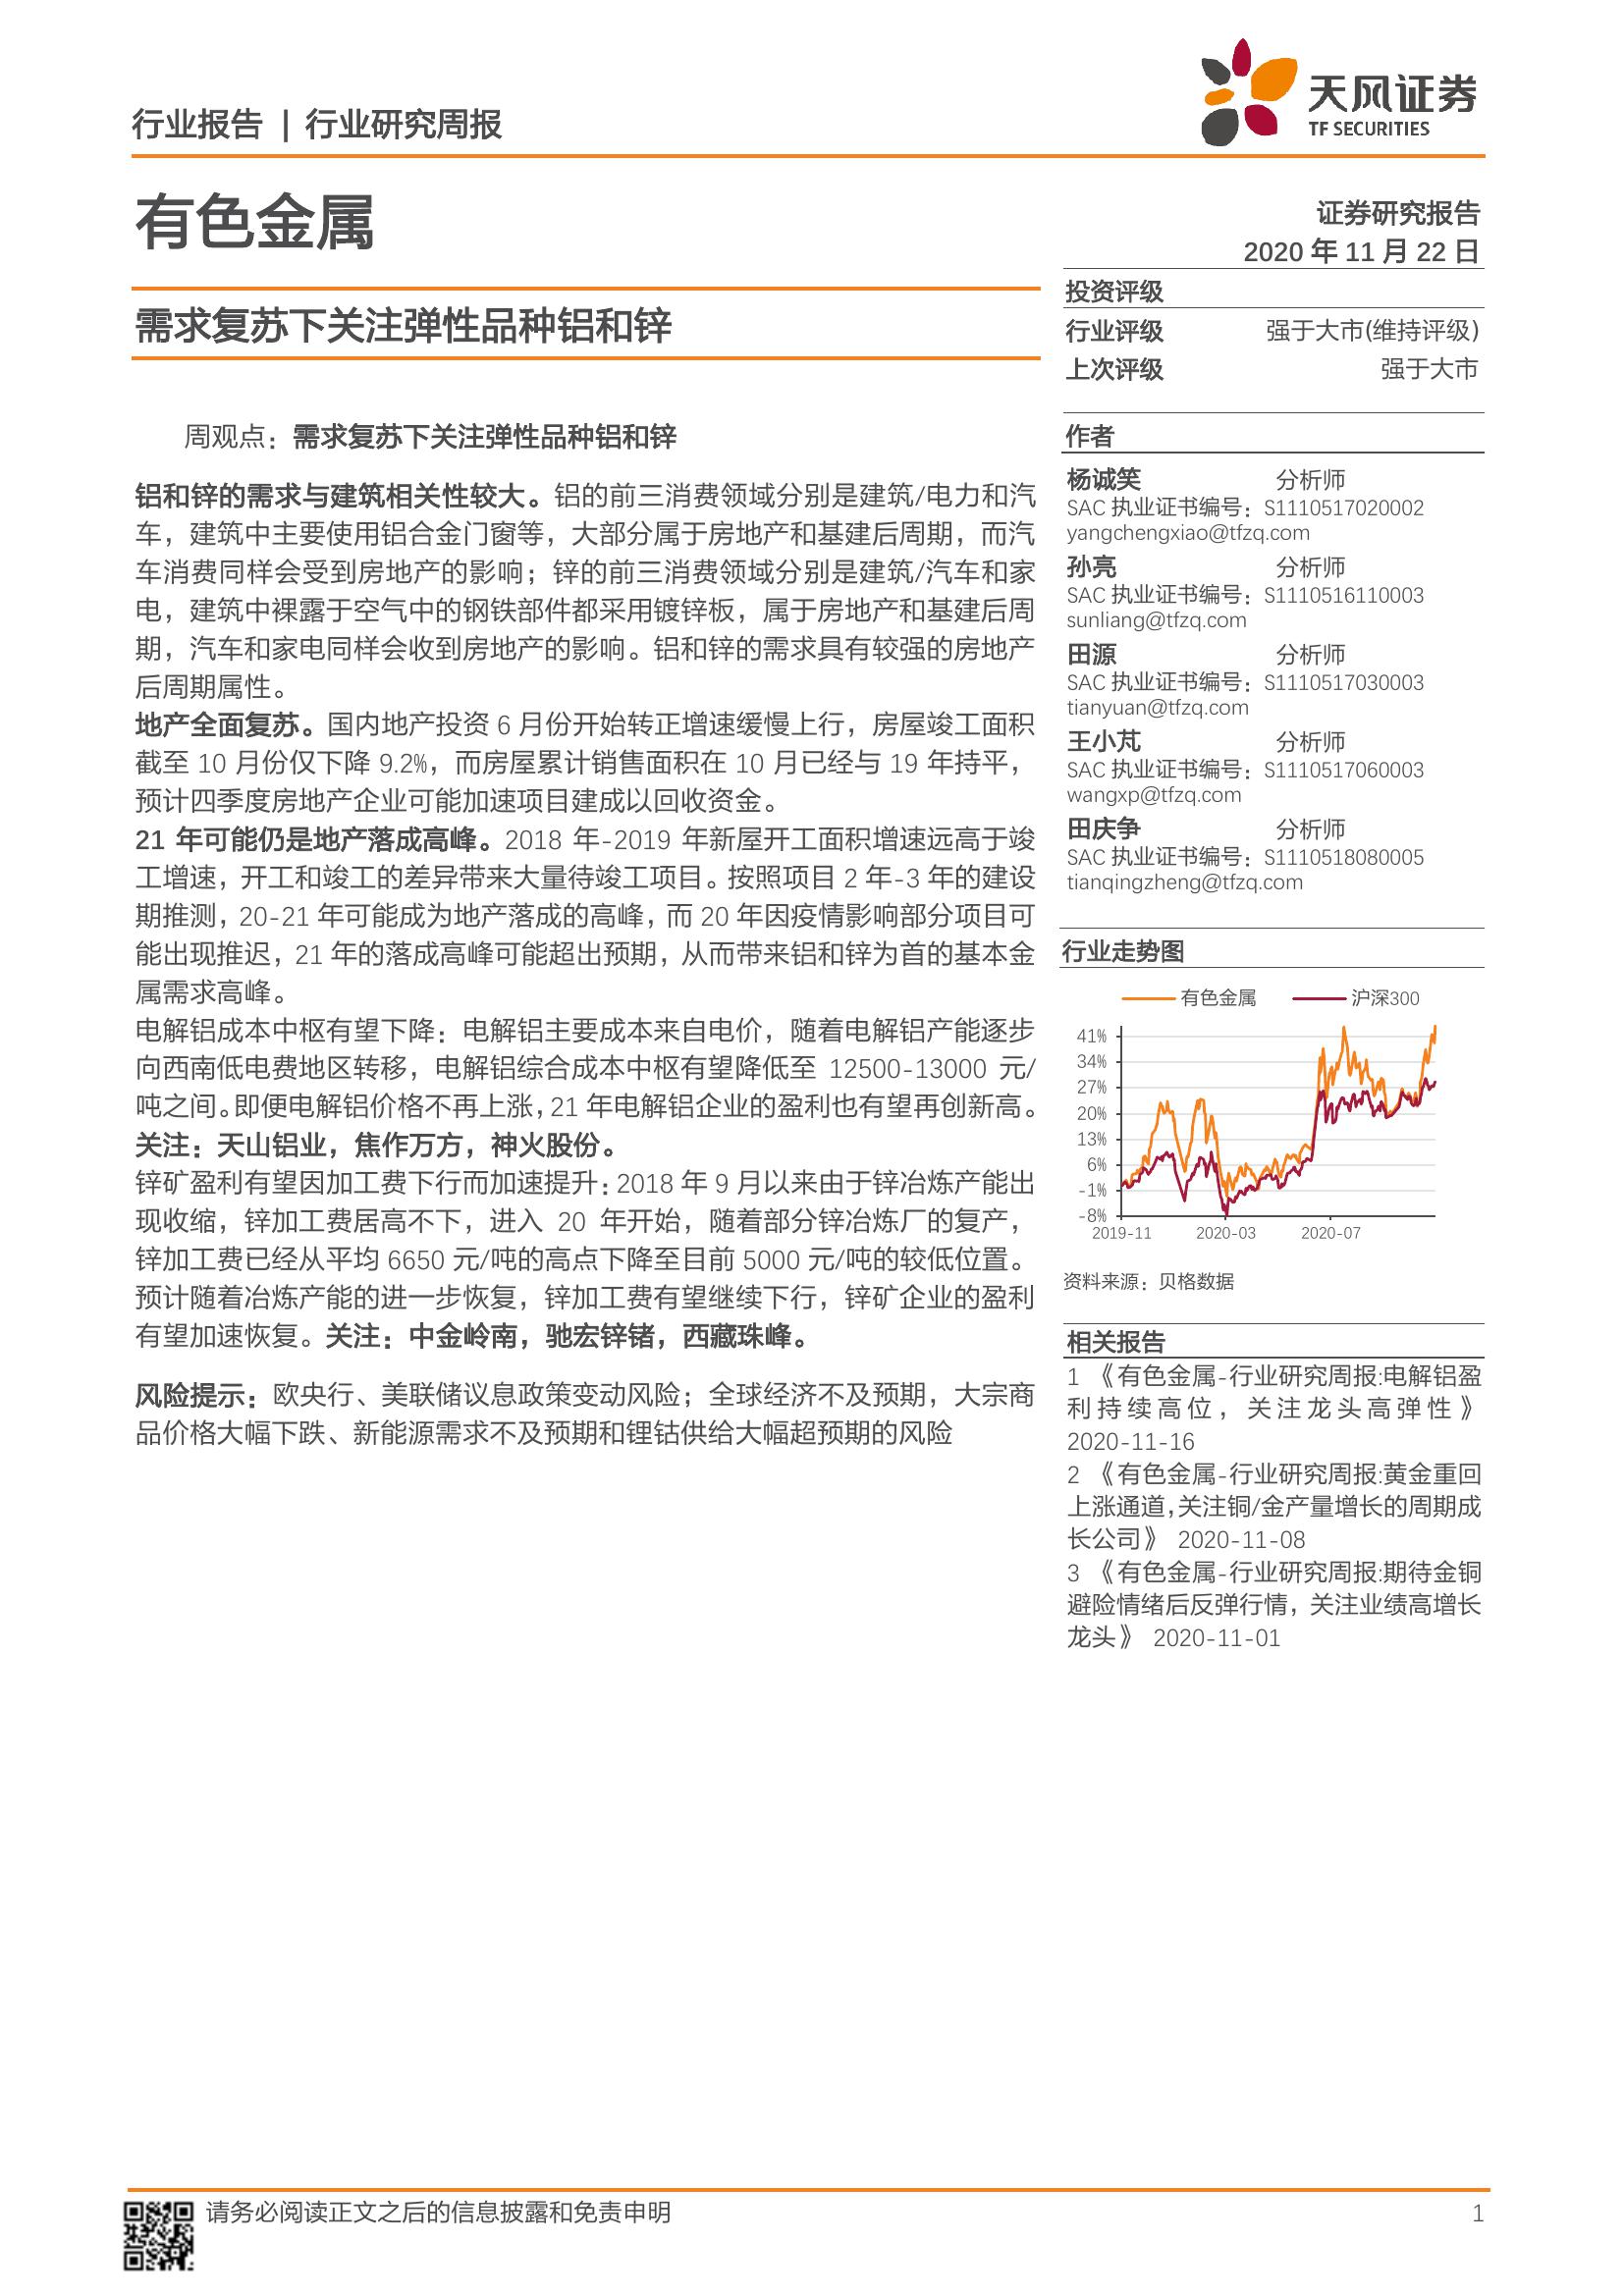 行业报告 | 行业研究周报
天风证券
TF SECURITIES
有色金属
证券研究报告
2020 年 11 月 22 日
需求复苏下关注弹性品种铝和锌
周观点：需求复苏下关注弹性品种铝和锌
铝和锌的需求与建筑相关性较大。铝的前三消费领域分别是建筑/电力和汽
车，建筑中主要使用铝合金门窗等，大部分属于房地产和基建后周期，而汽
车消费同样会受到房地产的影响；锌的前三消费领域分别是建筑/汽车和家
电，建筑中裸露于空气中的钢铁部件都采用镀锌板，属于房地产和基建后周
期，汽车和家电同样会收到房地产的影响。铝和锌的需求具有较强的房地产
后周期属性。
地产全面复苏。国内地产投资 6 月份开始转正增速缓慢上行，房屋竣工面积
截至 10 月份仅下降 9.2%，而房屋累计销售面积在 10 月已经与 19 年持平，
预计四季度房地产企业可能加速项目建成以回收资金。
21 年可能仍是地产落成高峰。2018 年-2019 年新屋开工面积增速远高于竣
工增速，开工和竣工的差异带来大量待竣工项目。按照项目 2 年-3 年的建设
期推测，20-21 年可能成为地产落成的高峰，而 20 年因疫情影响部分项目可
能出现推迟，21 年的落成高峰可能超出预期，从而带来铝和锌为首的基本金
属需求高峰。
电解铝成本中枢有望下降：电解铝主要成本来自电价，随着电解铝产能逐步
向西南低电费地区转移，电解铝综合成本中枢有望降低至 12500-13000 元/
吨之间。即便电解铝价格不再上涨，21 年电解铝企业的盈利也有望再创新高。
关注：天山铝业，焦作万方，神火股份。
锌矿盈利有望因加工费下行而加速提升：2018 年 9 月以来由于锌冶炼产能出
现收缩，锌加工费居高不下，进入 20 年开始，随着部分锌冶炼厂的复产，
锌加工费已经从平均 6650 元/吨的高点下降至目前 5000 元/吨的较低位置。
预计随着冶炼产能的进一步恢复，锌加工费有望继续下行，锌矿企业的盈利
有望加速恢复。关注：中金岭南，驰宏锌锗，西藏珠峰。
风险提示：欧央行、美联储议息政策变动风险；全球经济不及预期，大宗商
品价格大幅下跌、新能源需求不及预期和锂钴供给大幅超预期的风险
投资评级
行业评级 强于大市(维持评级)
上次评级 强于大市
作者
杨诚笑 分析师
SAC 执业证书编号：S1110517020002
yangchengxiao@tfzq.com
孙亮 分析师
SAC 执业证书编号：S1110516110003
sunliang@tfzq.com
田源 分析师
SAC 执业证书编号：S1110517030003
tianyuan@tfzq.com
王小芃 分析师
SAC 执业证书编号：S1110517060003
wangxp@tfzq.com
田庆争 分析师
SAC 执业证书编号：S1110518080005
tianqingzheng@tfzq.com
行业走势图
有色金属 沪深300
41%
34%
27%
20%
13%
6%
-1%
-8%
2019-11 2020-03 2020-07
资料来源：贝格数据
相关报告
1 《有色金属-行业研究周报:电解铝盈
利持续高位，关注龙头高弹性》
2020-11-16
2 《有色金属-行业研究周报:黄金重回
上涨通道,关注铜/金产量增长的周期成
长公司》 2020-11-08
3 《有色金属-行业研究周报:期待金铜
避险情绪后反弹行情，关注业绩高增长
龙头》 2020-11-01
请务必阅读正文之后的信息披露和免责申明 1